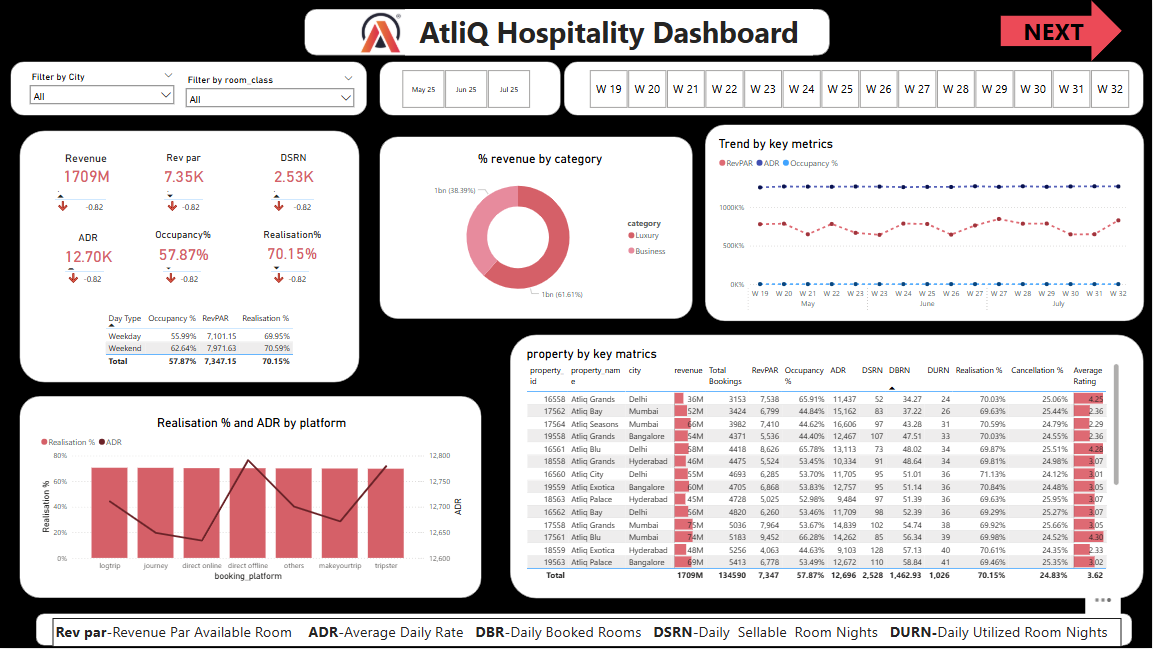 AtliQ Hospitality Dashboard
NEXT
Filter by City
All
Filter by room_class
All
May 25 Jun 25 Jul 25
W 19 W 20 W 21 W 22 W 23 W 24 W 25 W 26 W 27 W 28 W 29 W 30 W 31 W 32
Revenue Rev par DSRN
1709M 7.35K 2.53K
-0.82 -0.82 -0.82
ADR Occupancy% Realisation%
12.70K 57.87% 70.15%
-0.82 -0.82 -0.82
Day Type Occupancy % RevPAR Realisation %
Weekday 55.99% 7,101.15 69.95%
Weekend 62.64% 7,971.63 70.59%
Total 57.87% 7,347.15 70.15%
% revenue by category
1bn (38.39%)
1bn (61.61%)
category
Luxury
Business
Trend by key metrics
RevPAR ADR Occupancy %
1000K%
500K%
0K%
W 19 W 20 W 21 W 22 W 23 W 23 W 24 W 25 W 26 W 27 W 27 W 28 W 29 W 30 W 31 W 32
May June July
Realisation % and ADR by platform
Realisation % ADR
80% 12,800
60% 12,750
40% 12,700
20% 12,650
0% 12,600
Realisation %
ADR
logtrip journey direct online direct offline others makeyourtrip tripster
booking_platform
property by key metrics
property_id property_name city revenue Total Bookings RevPAR Occupancy % ADR DSRN DBRN DURN Realisation % Cancellation % Average Rating
16558 Atliq Grands Delhi 36M 3153 7,538 65.91% 11,437 52 34.27 24 70.03% 25.06% 4.25
17562 Atliq Bay Mumbai 52M 3424 6,799 44.84% 15,162 83 37.22 26 69.63% 25.44% 2.36
17564 Atliq Seasons Mumbai 66M 3982 7,410 44.62% 16,606 97 43.28 31 70.59% 24.79% 2.29
19558 Atliq Grands Bangalore 54M 4371 5,536 44.40% 12,467 107 47.51 33 70.03% 24.55% 2.36
16561 Atliq Blu Delhi 58M 4418 8,626 65.78% 13,113 73 48.02 34 69.87% 25.51% 4.28
18558 Atliq Grands Hyderabad 46M 4475 5,524 53.45% 10,334 91 48.64 34 69.81% 24.98% 3.07
16560 Atliq City Delhi 55M 4693 6,285 53.70% 11,705 95 51.01 36 71.13% 24.12% 3.01
19559 Atliq Exotica Bangalore 60M 4705 6,868 53.83% 12,757 95 51.14 36 70.84% 24.48% 3.05
18563 Atliq Palace Hyderabad 45M 4728 5,025 52.98% 9,484 97 51.39 36 69.63% 25.95% 3.07
16562 Atliq Bay Delhi 56M 4820 6,260 53.46% 11,709 98 52.39 36 69.29% 25.27% 3.07
17558 Atliq Grands Mumbai 75M 5036 7,964 53.67% 14,839 102 54.74 38 69.92% 25.66% 3.05
17561 Atliq Blu Mumbai 74M 5183 9,452 66.28% 14,262 85 56.34 39 69.98% 24.52% 4.30
18559 Atliq Exotica Hyderabad 48M 5256 4,063 44.63% 9,103 128 57.13 40 70.61% 24.35% 2.33
19563 Atliq Palace Bangalore 69M 5413 6,778 53.49% 12,672 110 58.84 41 69.46% 25.35% 3.02
Total 1709M 134590 7,347 57.87% 12,696 2,528 1,462.93 1,026 70.15% 24.83% 3.62
Rev par-Revenue Par Available Room ADR-Average Daily Rate DBR-Daily Booked Rooms DSRN-Daily Sellable Room Nights DURN-Daily Utilized Room Nights